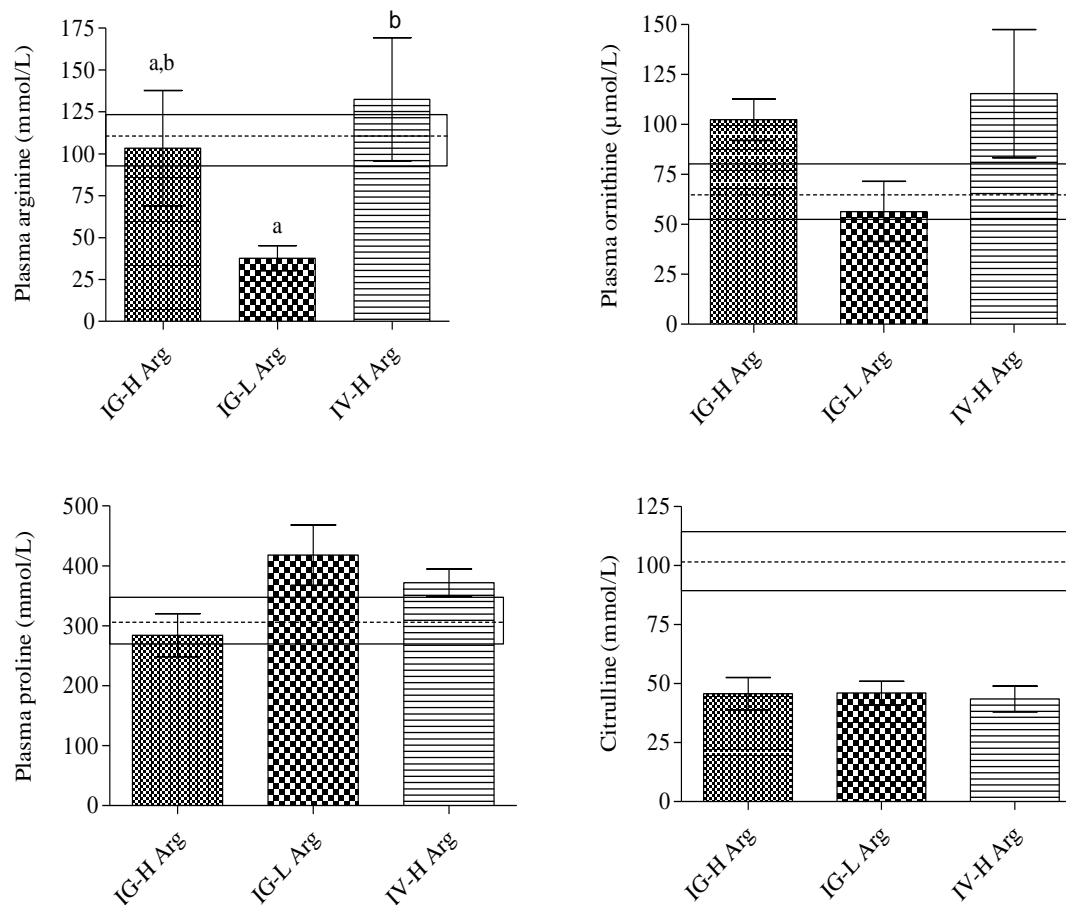 Plasma arginine (mmol/L)
175
150
125
100
75
50
25
0
a,b
a
b
IG-H Arg
IG-L Arg
IV-H Arg
Plasma ornithine (µmol/L)
150
125
100
75
50
25
0
IG-H Arg
IG-L Arg
IV-H Arg
Plasma proline (mmol/L)
500
400
300
200
100
0
IG-H Arg
IG-L Arg
IV-H Arg
Citrulline (mmol/L)
125
100
75
50
25
0
IG-H Arg
IG-L Arg
IV-H Arg